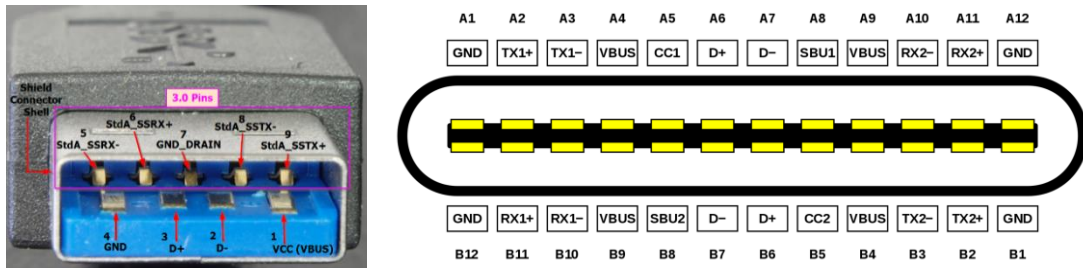 Shield
Connector
Shell
3.0 Pins
5
StdA_SSRX-
6
StdA_SSRX+
7
GND_DRAIN
8
StdA_SSTX-
9
StdA_SSTX+
4
GND
3
D+
2
D-
1
VCC (VBUS)
A1 A2 A3 A4 A5 A6 A7 A8 A9 A10 A11 A12
GND TX1+ TX1− VBUS CC1 D+ D− SBU1 VBUS RX2− RX2+ GND
GND RX1+ RX1− VBUS SBU2 D− D+ CC2 VBUS TX2− TX2+ GND
B12 B11 B10 B9 B8 B7 B6 B5 B4 B3 B2 B1